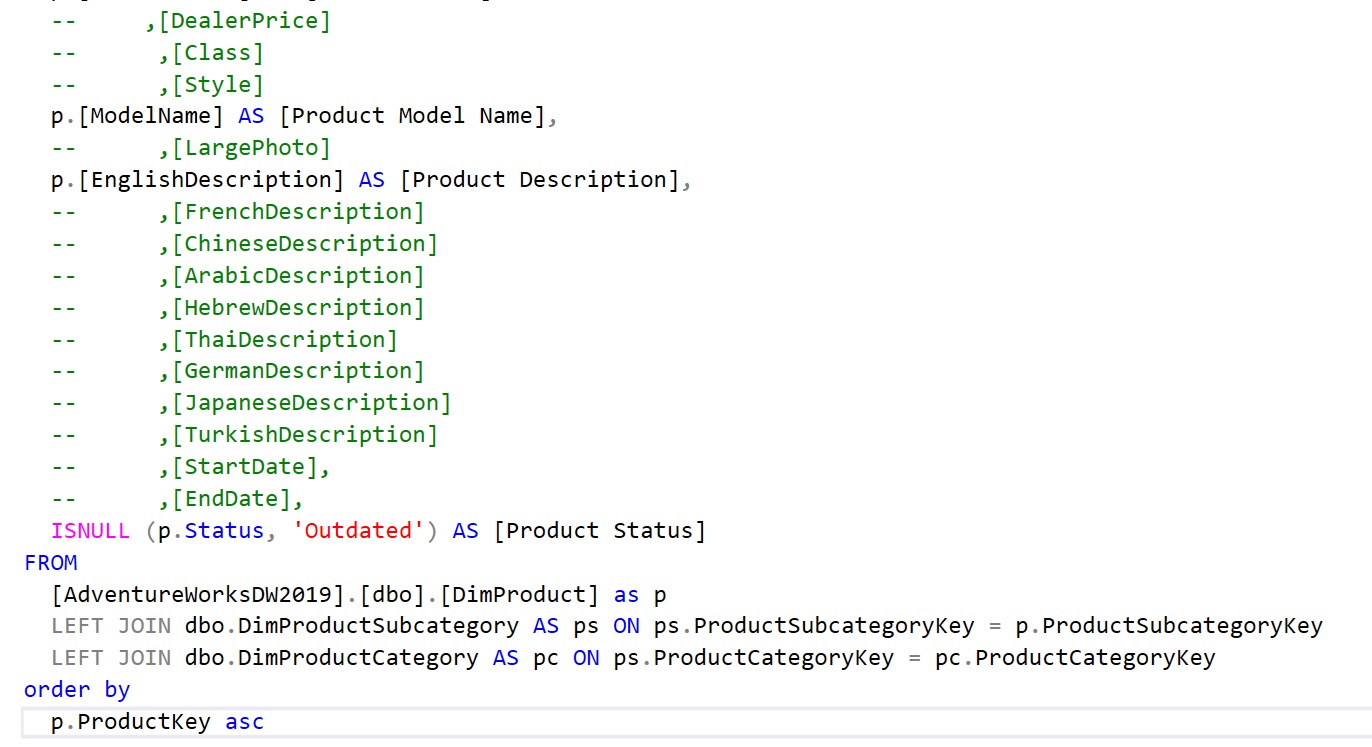 --     ,[DealerPrice]
--      ,[Class]
--      ,[Style]
p.[ModelName] AS [Product Model Name],
--      ,[LargePhoto]
p.[EnglishDescription] AS [Product Description],
--      ,[FrenchDescription]
--      ,[ChineseDescription]
--      ,[ArabicDescription]
--      ,[HebrewDescription]
--      ,[ThaiDescription]
--      ,[GermanDescription]
--      ,[JapaneseDescription]
--      ,[TurkishDescription]
--      ,[StartDate],
--      ,[EndDate],
ISNULL (p.Status, 'Outdated') AS [Product Status]
FROM
[AdventureWorksDW2019].[dbo].[DimProduct] as p
LEFT JOIN dbo.DimProductSubcategory AS ps ON ps.ProductSubcategoryKey = p.ProductSubcategoryKey
LEFT JOIN dbo.DimProductCategory AS pc ON ps.ProductCategoryKey = pc.ProductCategoryKey
order by
p.ProductKey asc